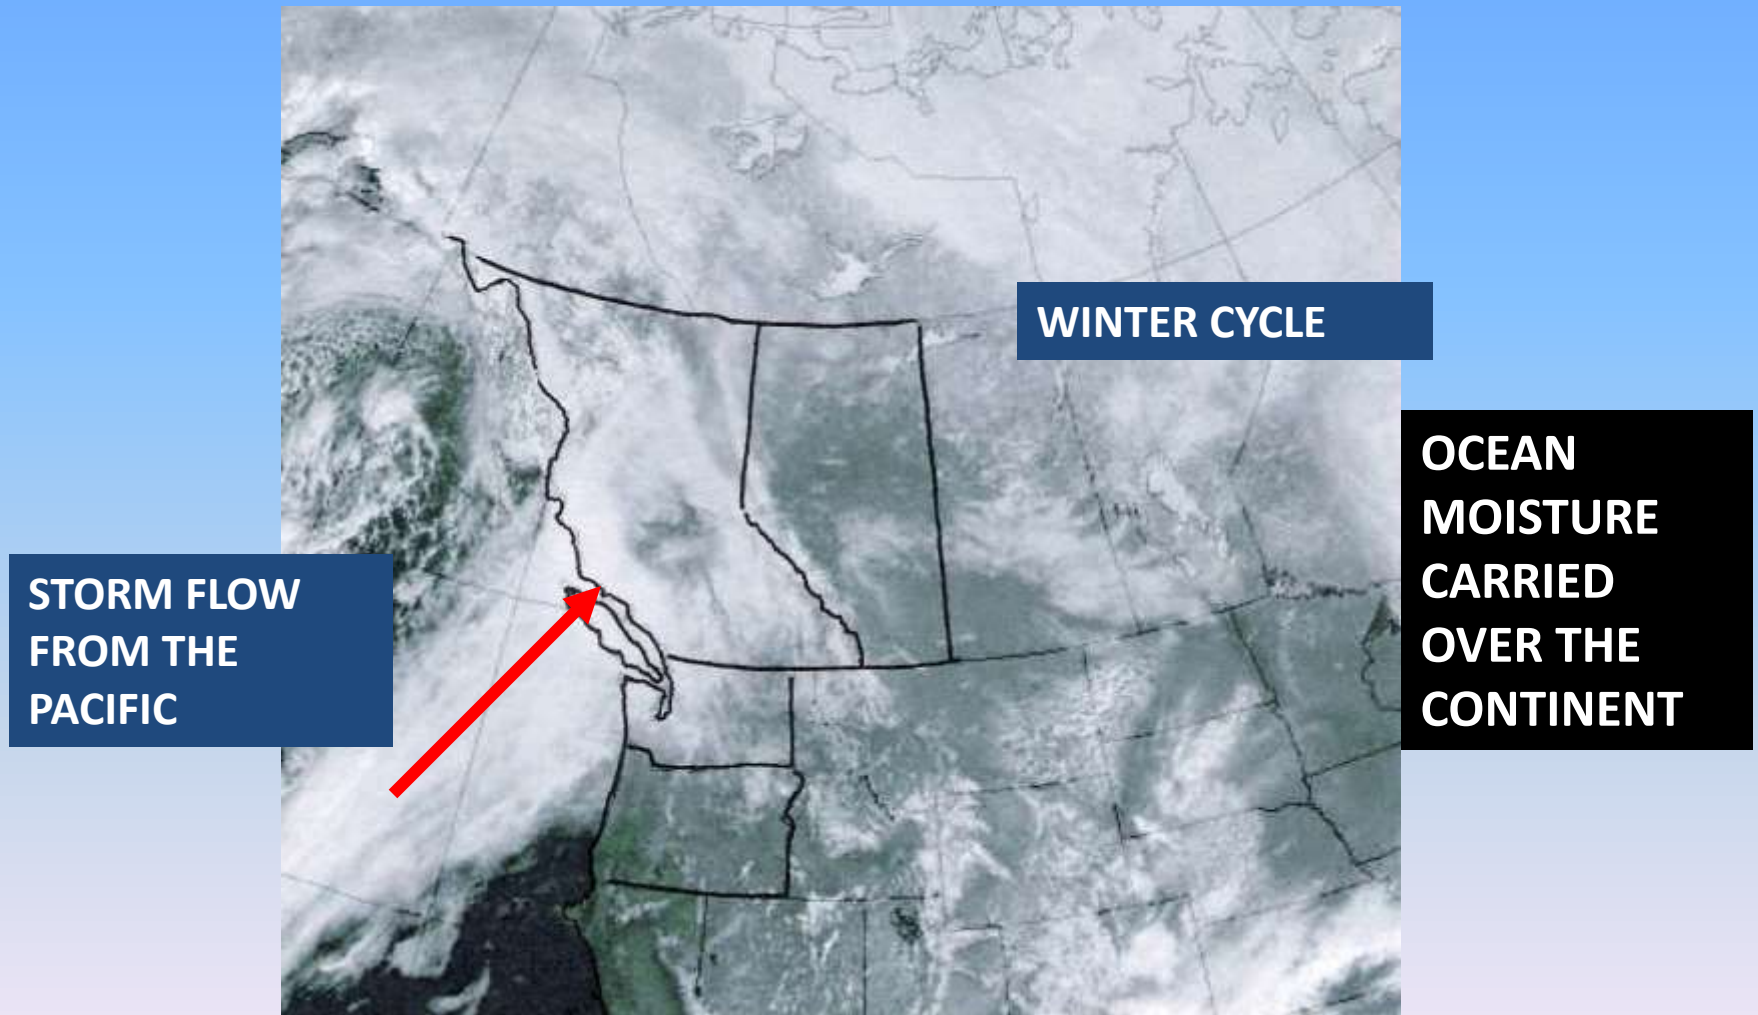 WINTER CYCLE
OCEAN
MOISTURE
CARRIED
OVER THE
CONTINENT
STORM FLOW
FROM THE
PACIFIC